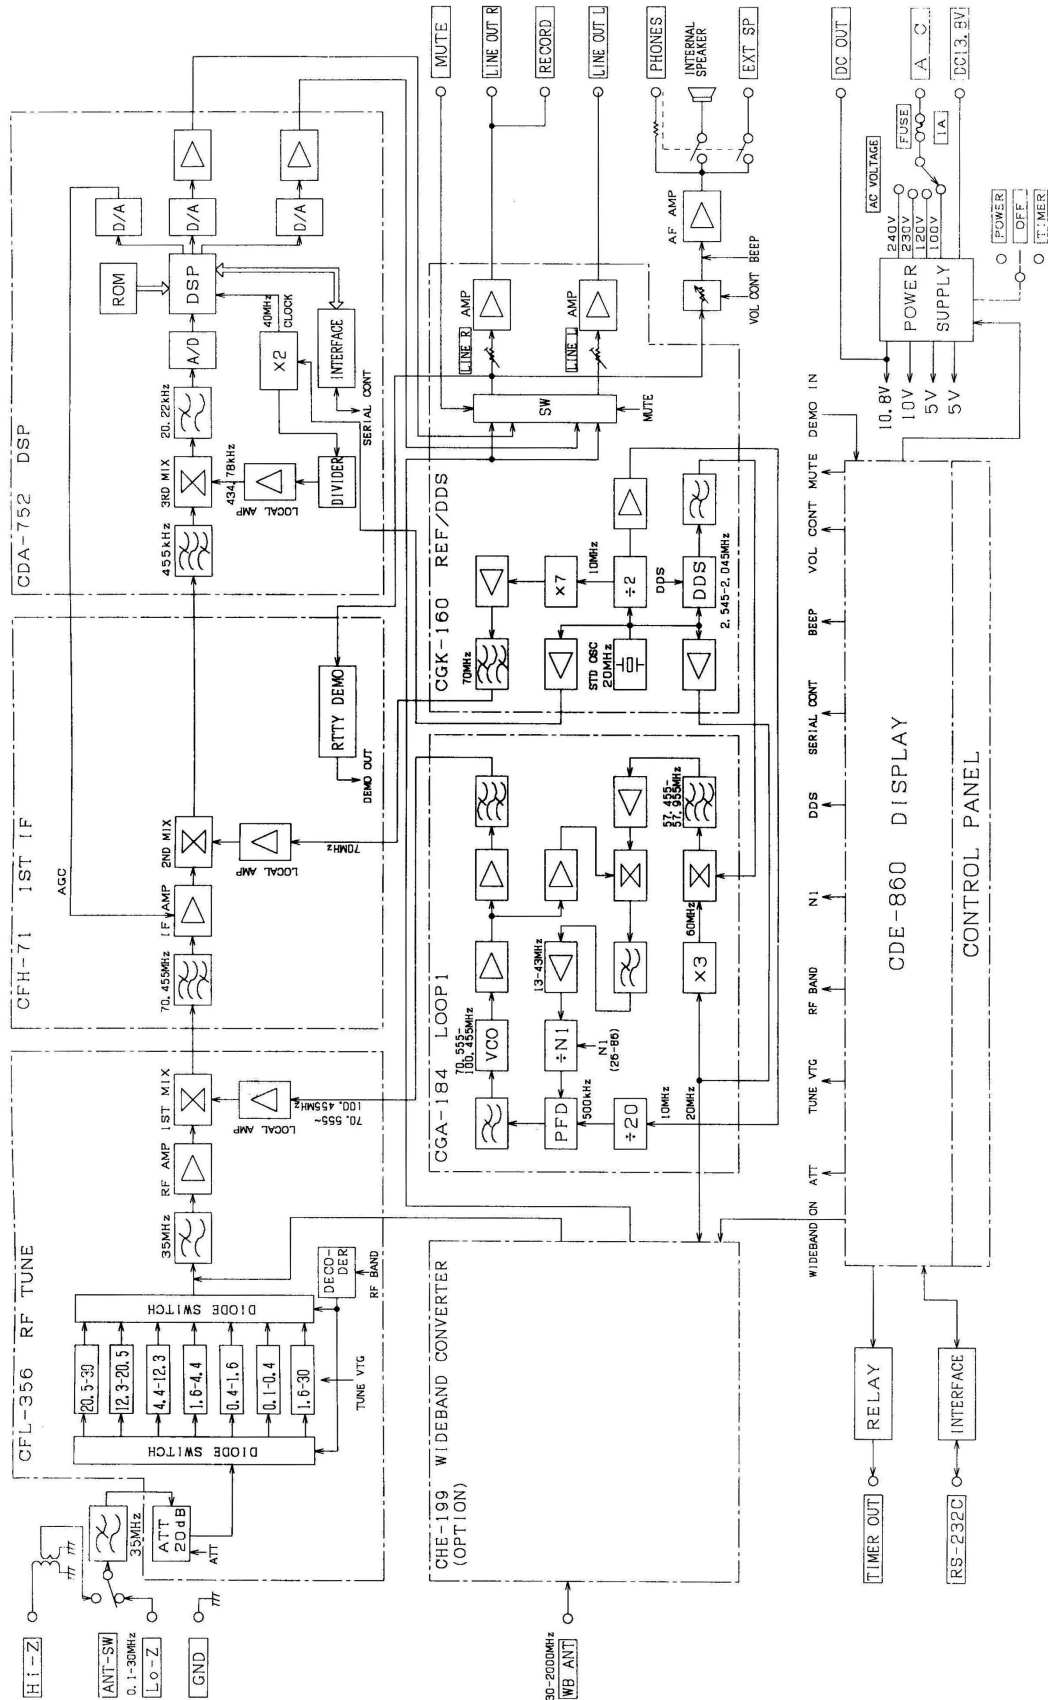 Hi-Z
ANT-SW
0.1-30MHz
Lo-Z
GND
CFL-356 RF TUNE
35MHz
ATT
20dB
ATT
DIODE SWITCH
20.5-30
12.3-20.5
4.4-12.3
1.6-4.4
0.4-1.6
0.1-0.4
1.6-30
TUNE VTG
DIODE SWITCH
DECO-
DER
RF BAND
35MHz
RF AMP
1ST MIX
LOCAL AMP
70.555~
100.455MHz
CFH-71 1ST IF
70.455MHz
IF AMP
AGC
2ND MIX
LOCAL AMP
70MHz
RTTY DEMO
DEMO OUT
CDA-752 DSP
455kHz
3RD MIX
434.78kHz
LOCAL AMP
DIVIDER
20.22kHz
A/D
ROM
DSP
D/A
D/A
D/A
40MHz
CLOCK
X2
INTERFACE
SERIAL CONT
30-2000MHz
WB ANT
CHE-199 WIDEBAND CONVERTER
(OPTION)
CGA-184 LOOP1
70.555-
100.455MHz
VCO
PFD
500kHz
÷20
10MHz
20MHz
÷N1
N1
(26-86)
13-43MHz
X3
60MHz
57.455-
57.955MHz
CGK-160 REF/DDS
70MHz
x7
10MHz
÷2
STD OSC
20MHz
DDS
DDS
2.545-2.045MHz
SW
MUTE
LINE R
AMP
LINE L
AMP
VOL CONT
BEEP
AF AMP
MUTE
LINE OUT R
RECORD
LINE OUT L
PHONES
INTERNAL
SPEAKER
EXT SP
TIMER OUT
RS-232C
RELAY
INTERFACE
WIDEBAND ON
ATT
TUNE VTG
RF BAND
N1
DDS
SERIAL CONT
BEEP
VOL CONT
MUTE
DEMO IN
CDE-860 DISPLAY
CONTROL PANEL
10.8V
10V
5V
5V
POWER
SUPPLY
240V
230V
120V
100V
AC VOLTAGE
FUSE
1A
DC OUT
A C
DC13.8V
POWER
OFF
TIMER